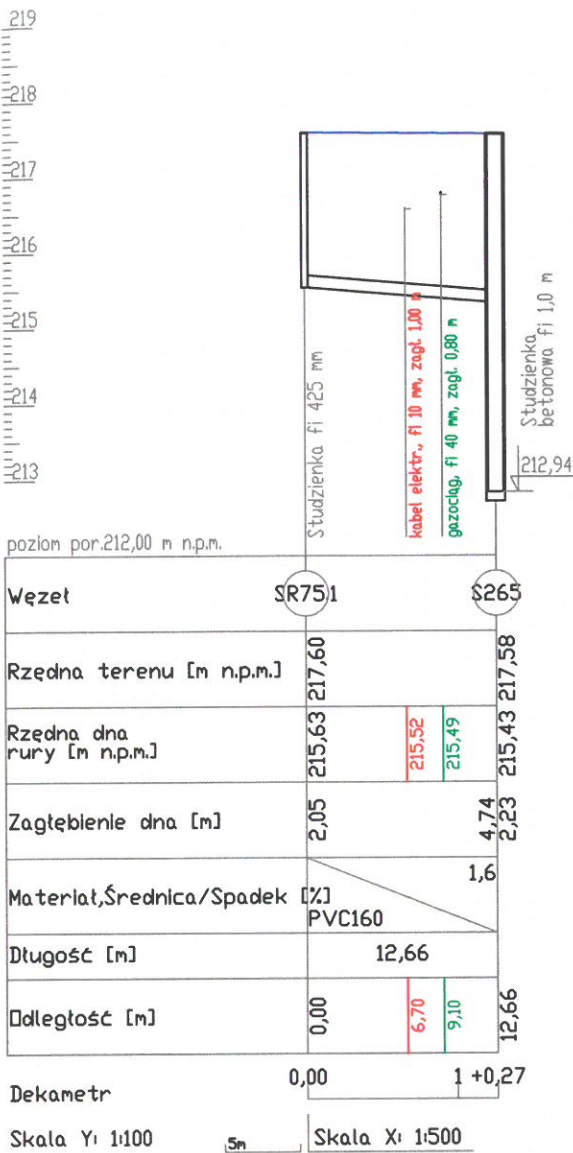 219
218
217
216
215
214
213
Studzienka fi 425 mm
kabel elektr., fi 10 mm, zagł. 1,00 m
gazociąg, fi 40 mm, zagł. 0,80 m
Studzienka
betonowa fi 1,0 m
212,94
poziom por.212,00 m n.p.m.
Węzeł SR751 S265
Rzędna terenu [m n.p.m.] 217,60 217,58
Rzędna dna
rury [m n.p.m.] 215,63 215,52 215,49 215,43
Zagłębienie dna [m] 2,05 4,74 2,23
Materiał,Średnica/Spadek [%] PVC160 1,6
Długość [m] 12,66
Odległość [m] 0,00 6,70 9,10 12,66
Dekametr 0,00 1 +0,27
Skala Y: 1:100 5m Skala X: 1:500